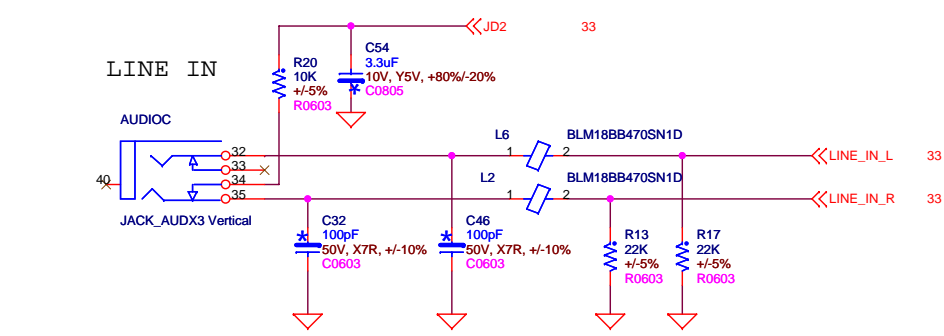 JD2 33
LINE IN
C54
3.3uF
10V, Y5V, +80%/-20%
C0805
R20
10K
+/-5%
R0603
AUDIOC
32
33
34
35
40
JACK_AUDX3 Vertical
L6
BLM18BB470SN1D
1 2
LINE_IN_L 33
L2
BLM18BB470SN1D
1 2
LINE_IN_R 33
C32
100pF
50V, X7R, +/-10%
C0603
C46
100pF
50V, X7R, +/-10%
C0603
R13
22K
+/-5%
R0603
R17
22K
+/-5%
R0603